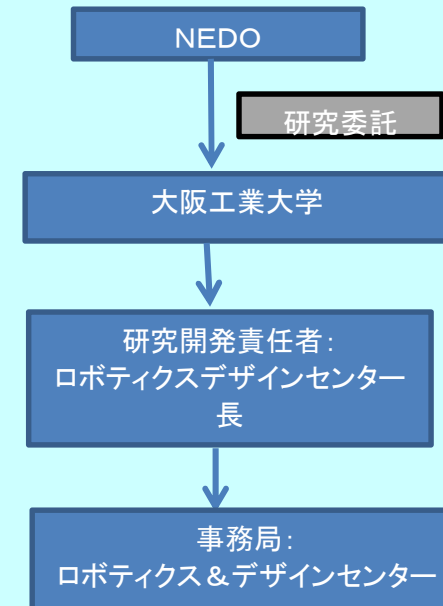 NEDO
研究委託
大阪工業大学
研究開発責任者：
ロボティクスデザインセンター
長
事務局：
ロボティクス＆デザインセンター